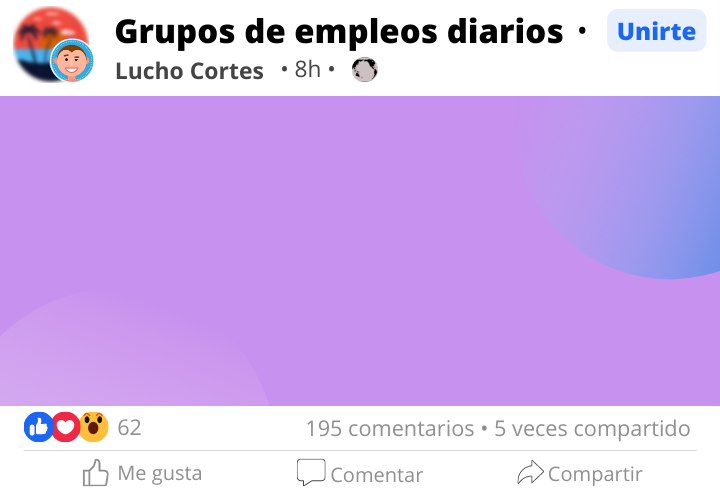 Grupos de empleos diarios · Unirte
Lucho Cortes • 8h •
62 195 comentarios • 5 veces compartido
Me gusta Comentar Compartir